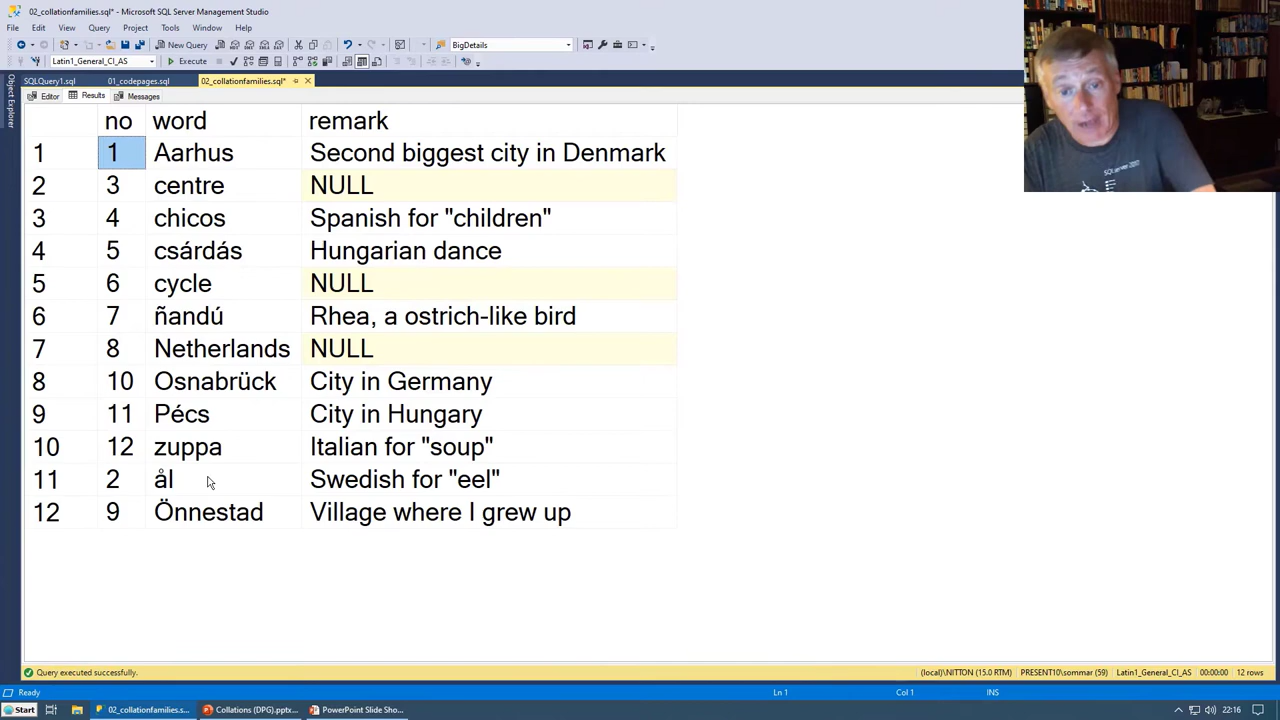 02_collationfamilies.sql* - Microsoft SQL Server Management Studio
File Edit View Query Project Tools Window Help
New Query BigDetails
Latin1_General_CI_AS Execute
SQLQuery1.sql 01_codepages.sql 02_collationfamilies.sql*
Object Explorer
Editor Results Messages
no word remark
1 1 Aarhus Second biggest city in Denmark
2 3 centre NULL
3 4 chicos Spanish for "children"
4 5 csárdás Hungarian dance
5 6 cycle NULL
6 7 ñandú Rhea, a ostrich-like bird
7 8 Netherlands NULL
8 10 Osnabrück City in Germany
9 11 Pécs City in Hungary
10 12 zuppa Italian for "soup"
11 2 ål Swedish for "eel"
12 9 Önnestad Village where I grew up
Query executed successfully. (local)\NITTON (15.0 RTM) PRESENT10\sommar (59) Latin1_General_CI_AS 00:00:00 12 rows
Ready Ln 1 Col 1 INS
Start 02_collationfamilies.s... Collations (DPG).pptx... PowerPoint Slide Sho... 22:16